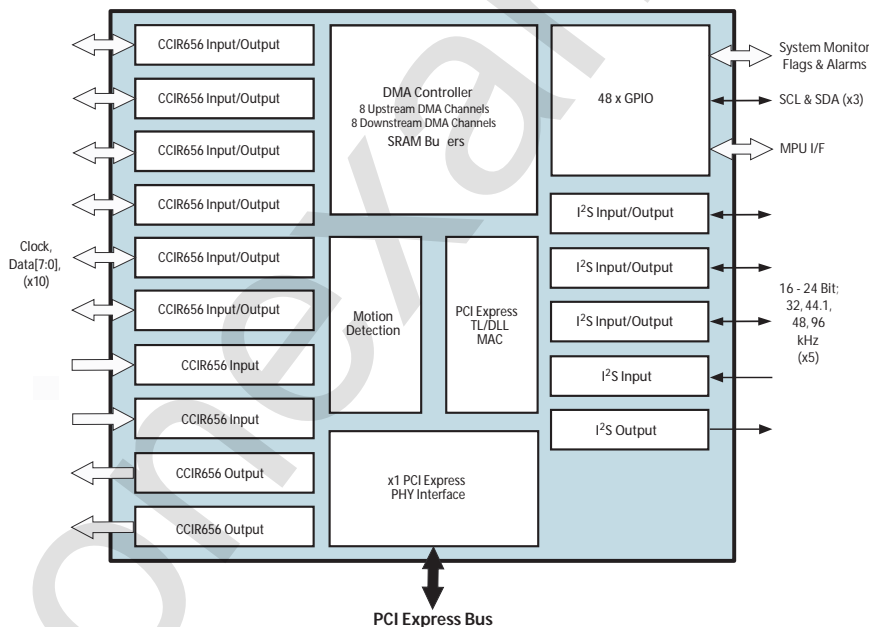 CCIR656 Input/Output
CCIR656 Input/Output
CCIR656 Input/Output
CCIR656 Input/Output
CCIR656 Input/Output
CCIR656 Input/Output
CCIR656 Input
CCIR656 Input
CCIR656 Output
CCIR656 Output
Clock,
Data[7:0],
(x10)
DMA Controller
8 Upstream DMA Channels
8 Downstream DMA Channels
SRAM Bu ers
Motion
Detection
PCI Express
TL/DLL
MAC
x1 PCI Express
PHY Interface
PCI Express Bus
48 x GPIO
I²S Input/Output
I²S Input/Output
I²S Input/Output
I²S Input
I²S Output
System Monitor
Flags & Alarms
SCL & SDA (x3)
MPU I/F
16 - 24 Bit;
32, 44.1,
48, 96
kHz
(x5)
onexa